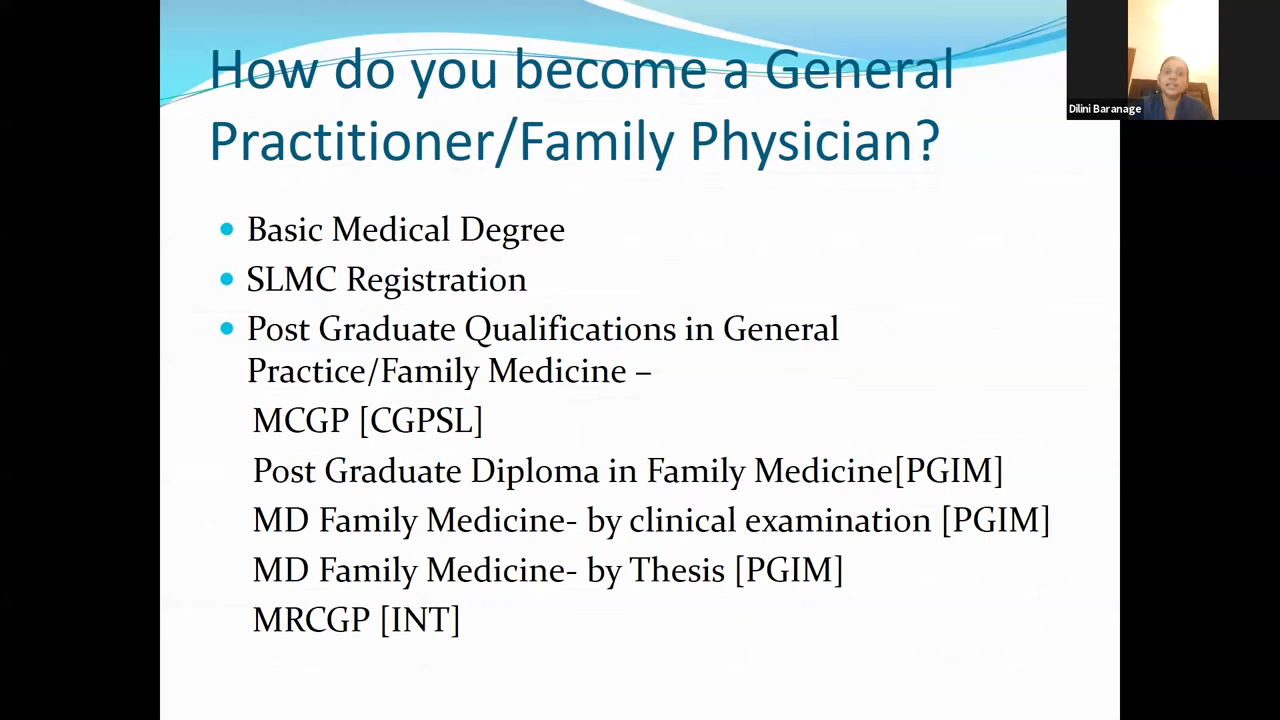 How do you become a General
Practitioner/Family Physician?
Dilini Baranage
• Basic Medical Degree
• SLMC Registration
• Post Graduate Qualifications in General
Practice/Family Medicine –
MCGP [CGPSL]
Post Graduate Diploma in Family Medicine[PGIM]
MD Family Medicine- by clinical examination [PGIM]
MD Family Medicine- by Thesis [PGIM]
MRCGP [INT]